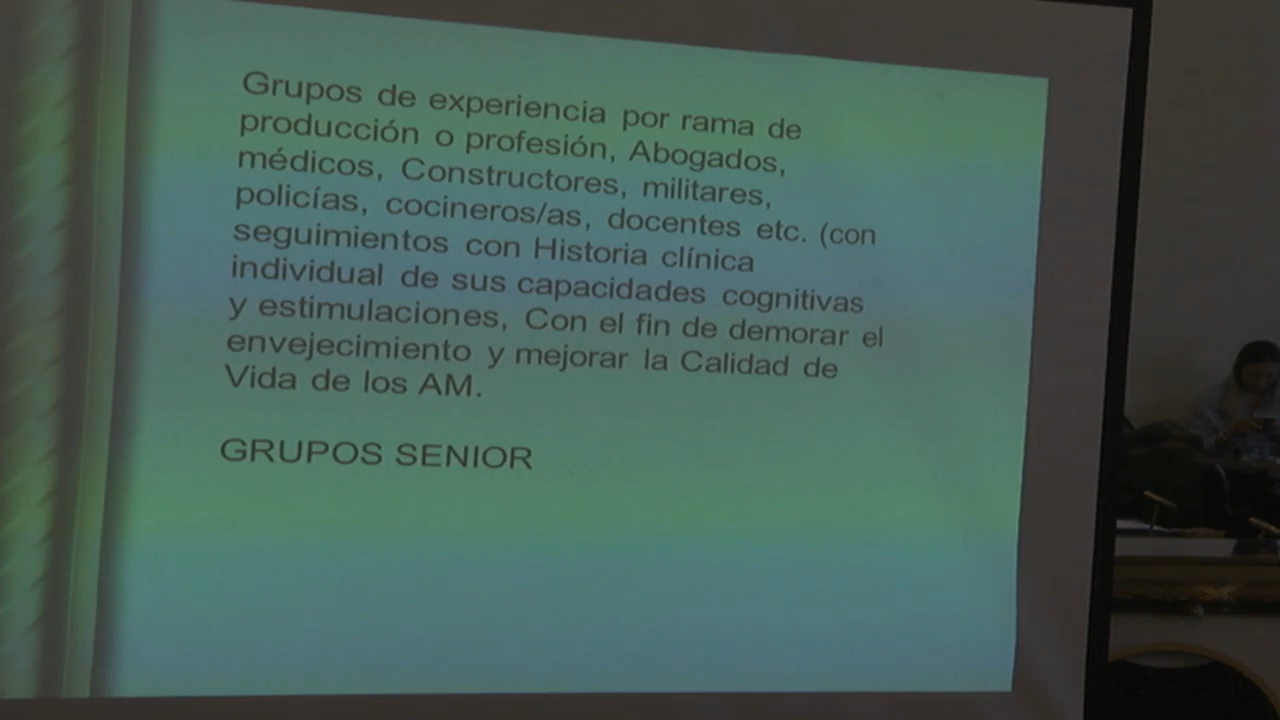 Grupos de experiencia por rama de
producción o profesión, Abogados,
médicos, Constructores, militares,
policías, cocineros/as, docentes etc. (con
seguimientos con Historia clínica
individual de sus capacidades cognitivas
y estimulaciones, Con el fin de demorar el
envejecimiento y mejorar la Calidad de
Vida de los AM.
GRUPOS SENIOR